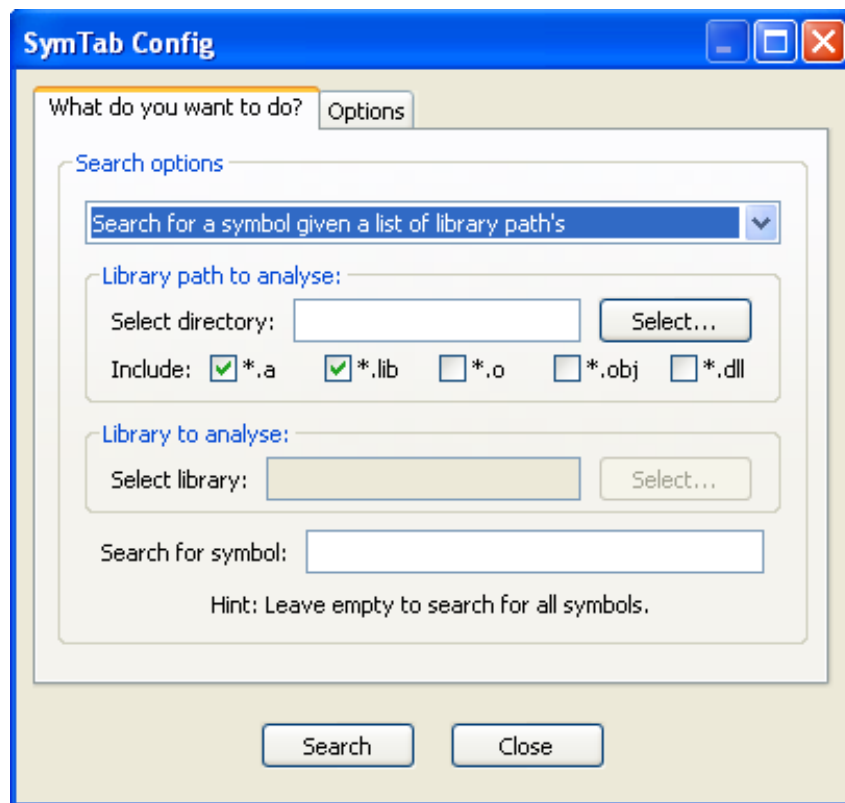 SymTab Config
What do you want to do? Options
Search options
Search for a symbol given a list of library path's
Library path to analyse:
Select directory: Select...
Include: *.a *.lib *.o *.obj *.dll
Library to analyse:
Select library: Select...
Search for symbol:
Hint: Leave empty to search for all symbols.
Search Close